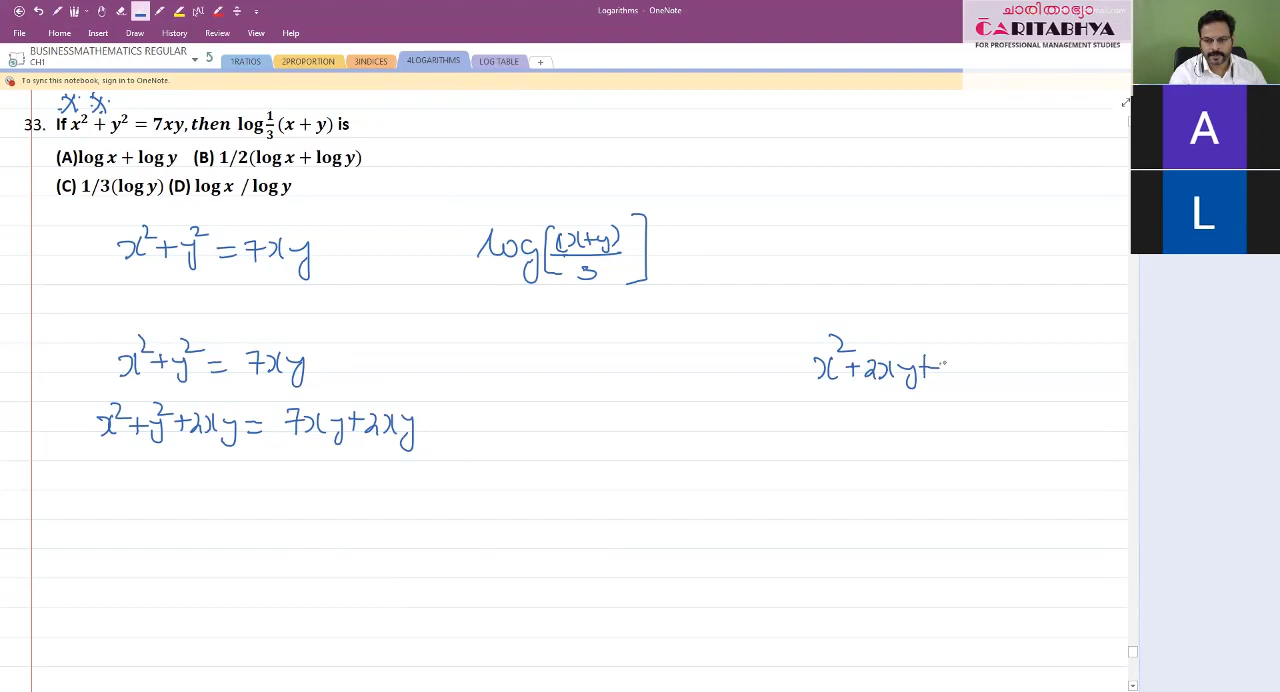 Logarithms - OneNote
File Home Insert Draw History Review View Help
ചാരിതാഭ്യാ
CARITABHYA
FOR PROFESSIONAL MANAGEMENT STUDIES
BUSINESSMATHEMATICS REGULAR
CH1
1RATIOS 2PROPORTION 3INDICES 4LOGARITHMS LOG TABLE +
To sync this notebook, sign in to OneNote.
x x
33. If x² + y² = 7xy, then log 1/3 (x + y) is
(A) log x + log y (B) 1/2(log x + log y)
(C) 1/3(log y) (D) log x / log y
x² + y² = 7xy log[(x+y)/3]
x² + y² = 7xy x² + 2xy +
x² + y² + 2xy = 7xy + 2xy
A
L